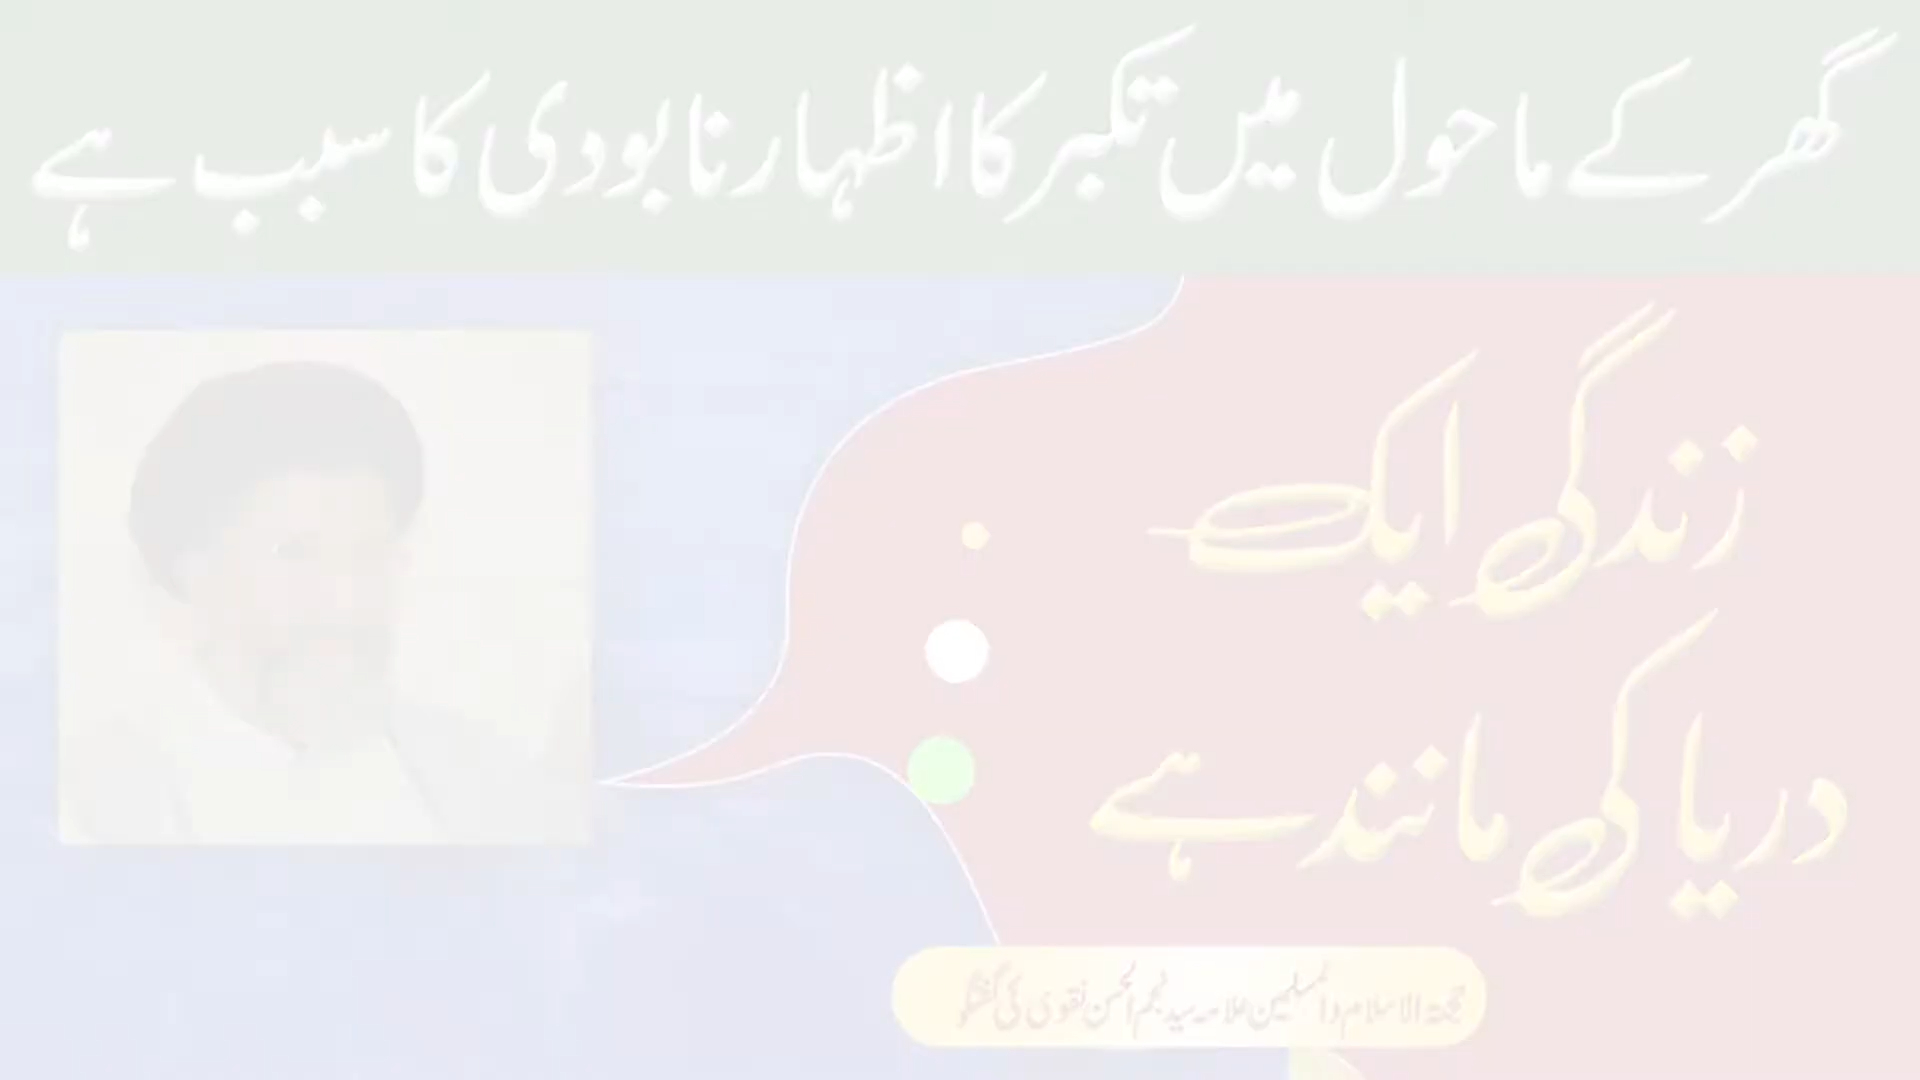 گھر کے ماحول میں تکبر کا اظہار نابودی کا سبب ہے
زندگی ایک
دریا کی مانند ہے
حجۃ الاسلام والمسلمین علامہ سید نجم الحسن نقوی کی گفتگو